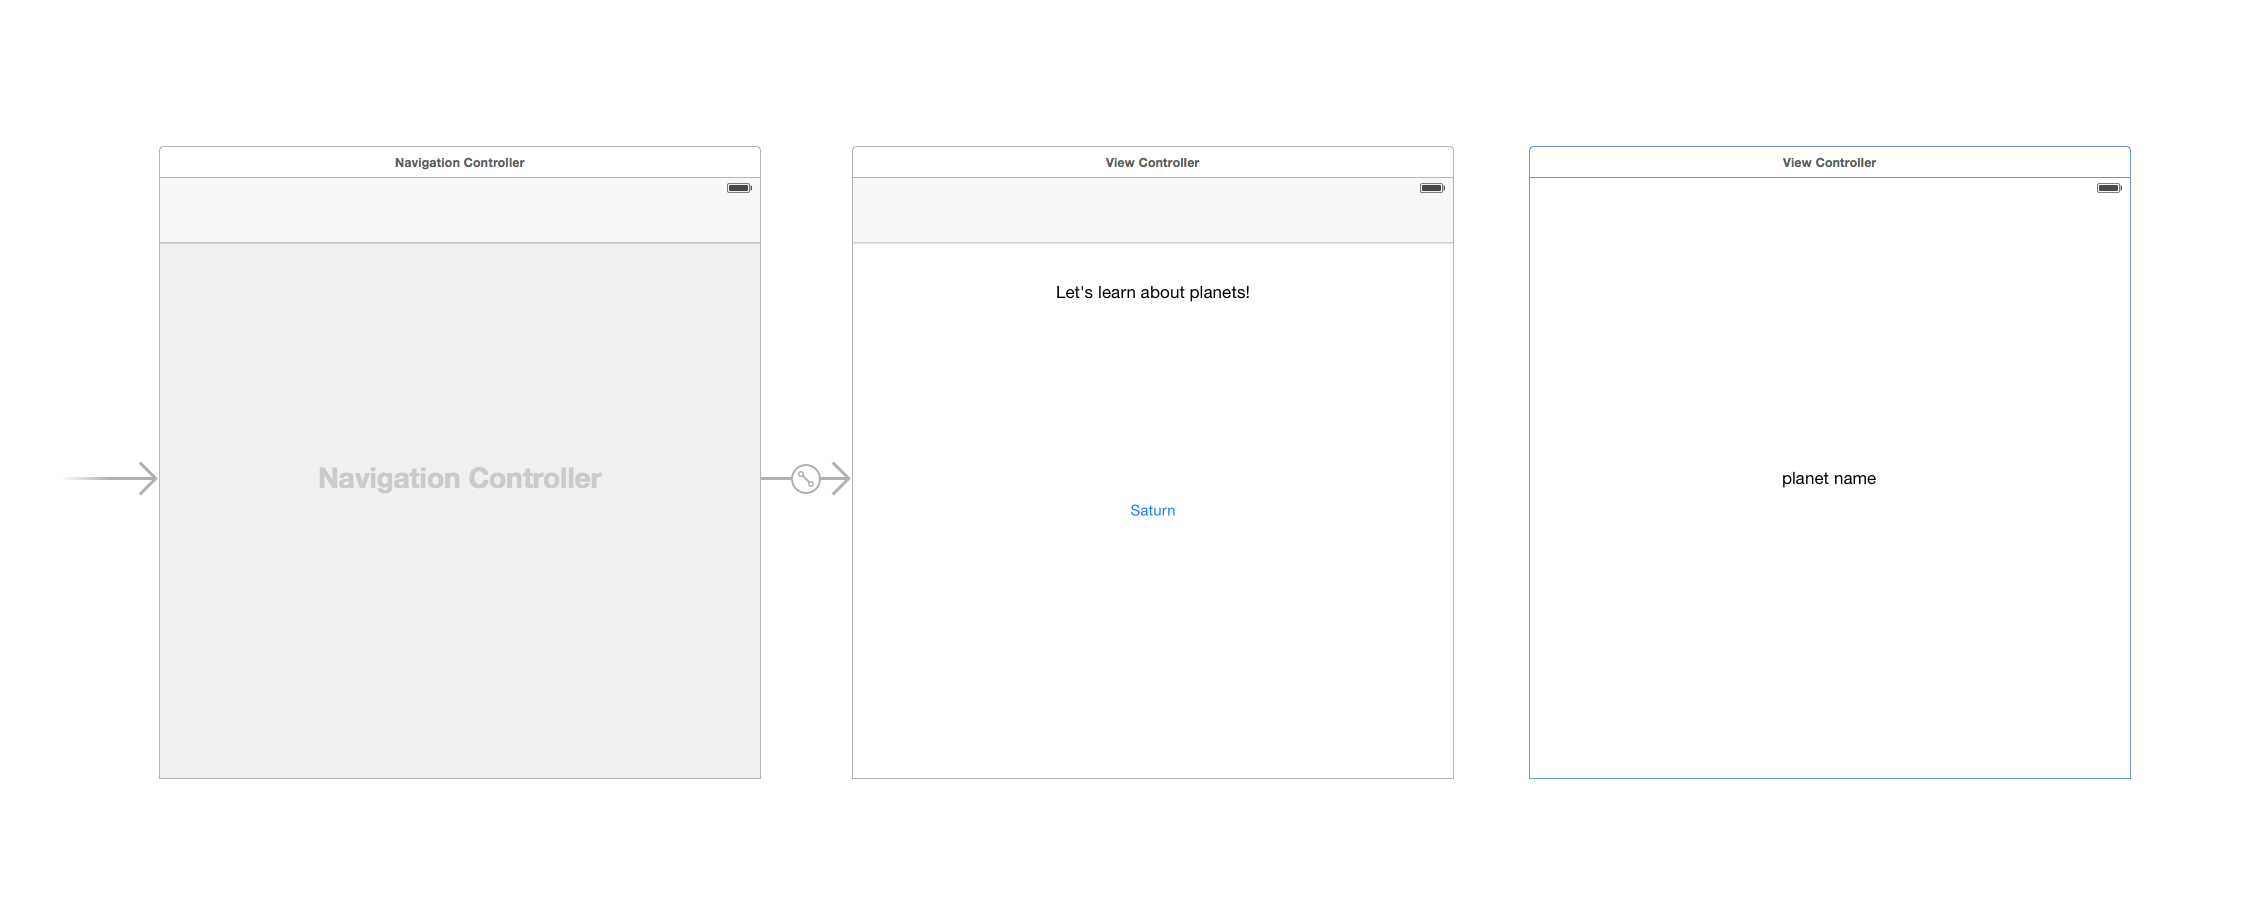 Navigation Controller
Navigation Controller
View Controller
Let's learn about planets!
Saturn
View Controller
planet name